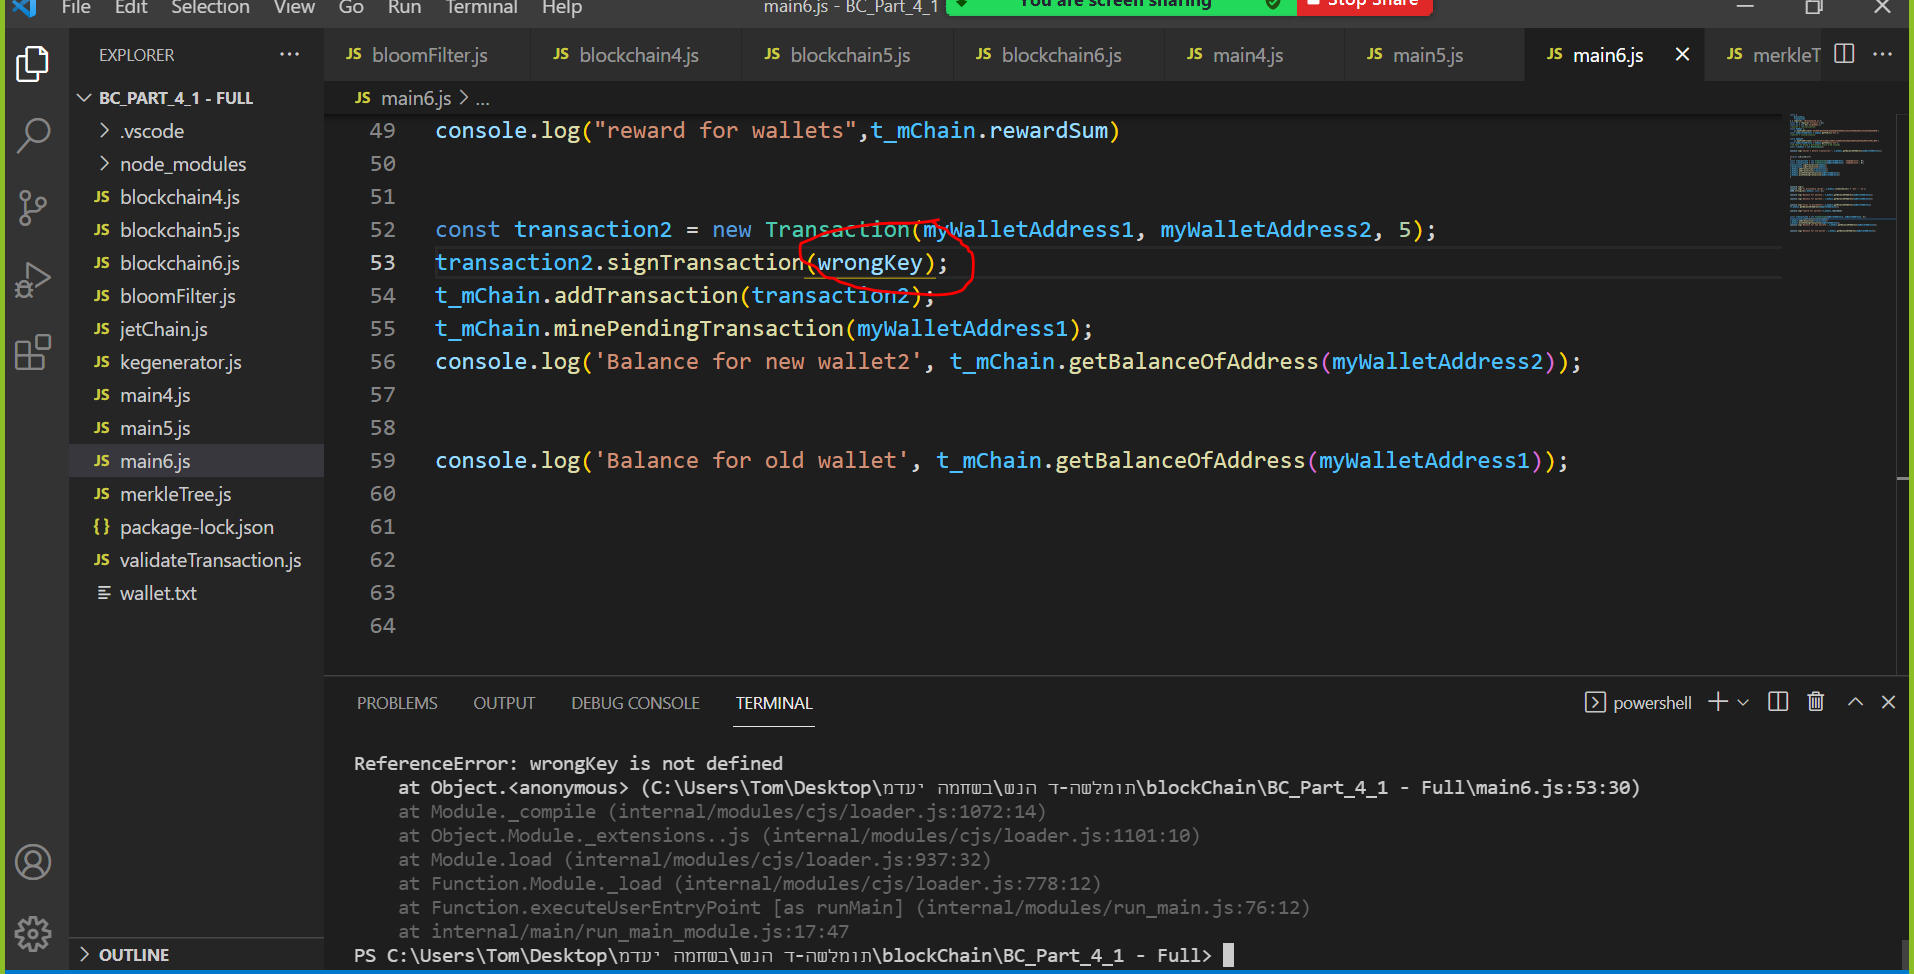 File Edit Selection View Go Run Terminal Help main6.js - BC_Part_4_1 You are screen sharing Stop Share
EXPLORER
JS bloomFilter.js JS blockchain4.js JS blockchain5.js JS blockchain6.js JS main4.js JS main5.js JS main6.js JS merkleT
BC_PART_4_1 - FULL
.vscode
node_modules
JS blockchain4.js
JS blockchain5.js
JS blockchain6.js
JS bloomFilter.js
JS jetChain.js
JS kegenerator.js
JS main4.js
JS main5.js
JS main6.js
JS merkleTree.js
{} package-lock.json
JS validateTransaction.js
wallet.txt
OUTLINE
JS main6.js > ...
49 console.log("reward for wallets",t_mChain.rewardSum)
50
51
52 const transaction2 = new Transaction(myWalletAddress1, myWalletAddress2, 5);
53 transaction2.signTransaction(wrongKey);
54 t_mChain.addTransaction(transaction2);
55 t_mChain.minePendingTransaction(myWalletAddress1);
56 console.log('Balance for new wallet2', t_mChain.getBalanceOfAddress(myWalletAddress2));
57
58
59 console.log('Balance for old wallet', t_mChain.getBalanceOfAddress(myWalletAddress1));
60
61
62
63
64
PROBLEMS OUTPUT DEBUG CONSOLE TERMINAL powershell
ReferenceError: wrongKey is not defined
at Object.<anonymous> (C:\Users\Tom\Desktop\מדעי המחשב\שנה ד-השלמות\blockChain\BC_Part_4_1 - Full\main6.js:53:30)
at Module._compile (internal/modules/cjs/loader.js:1072:14)
at Object.Module._extensions..js (internal/modules/cjs/loader.js:1101:10)
at Module.load (internal/modules/cjs/loader.js:937:32)
at Function.Module._load (internal/modules/cjs/loader.js:778:12)
at Function.executeUserEntryPoint [as runMain] (internal/modules/run_main.js:76:12)
at internal/main/run_main_module.js:17:47
PS C:\Users\Tom\Desktop\מדעי המחשב\שנה ד-השלמות\blockChain\BC_Part_4_1 - Full>